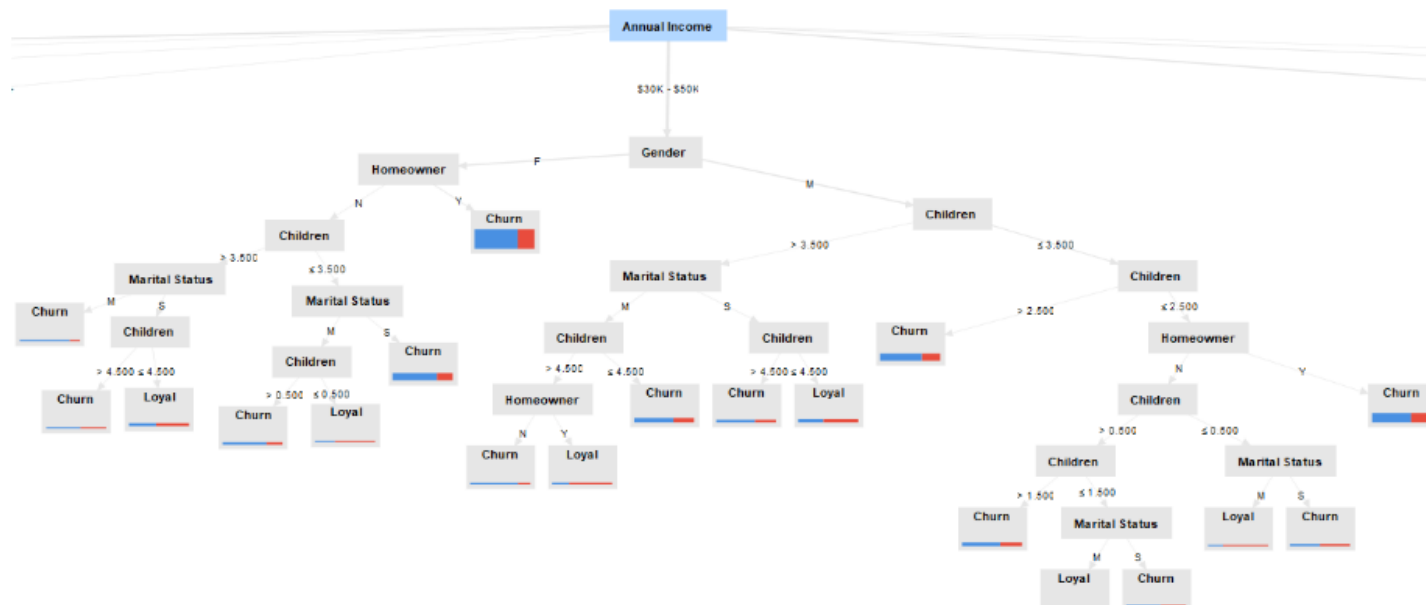 Annual Income
$30K - $50K
Gender
F
M
Homeowner
N
Y
Churn
Children
> 3.500
≤ 3.500
Marital Status
M
S
Churn
Children
> 4.500
≤ 4.500
Churn
Loyal
Marital Status
M
S
Churn
Children
> 0.500
≤ 0.500
Churn
Loyal
Children
> 3.500
≤ 3.500
Marital Status
M
S
Children
> 4.500
≤ 4.500
Homeowner
N
Y
Churn
Loyal
Churn
Children
> 4.500
≤ 4.500
Churn
Loyal
Children
> 2.500
≤ 2.500
Churn
Homeowner
N
Y
Churn
Children
> 0.500
≤ 0.500
Children
> 1.500
≤ 1.500
Churn
Marital Status
M
S
Loyal
Churn
Marital Status
M
S
Loyal
Churn